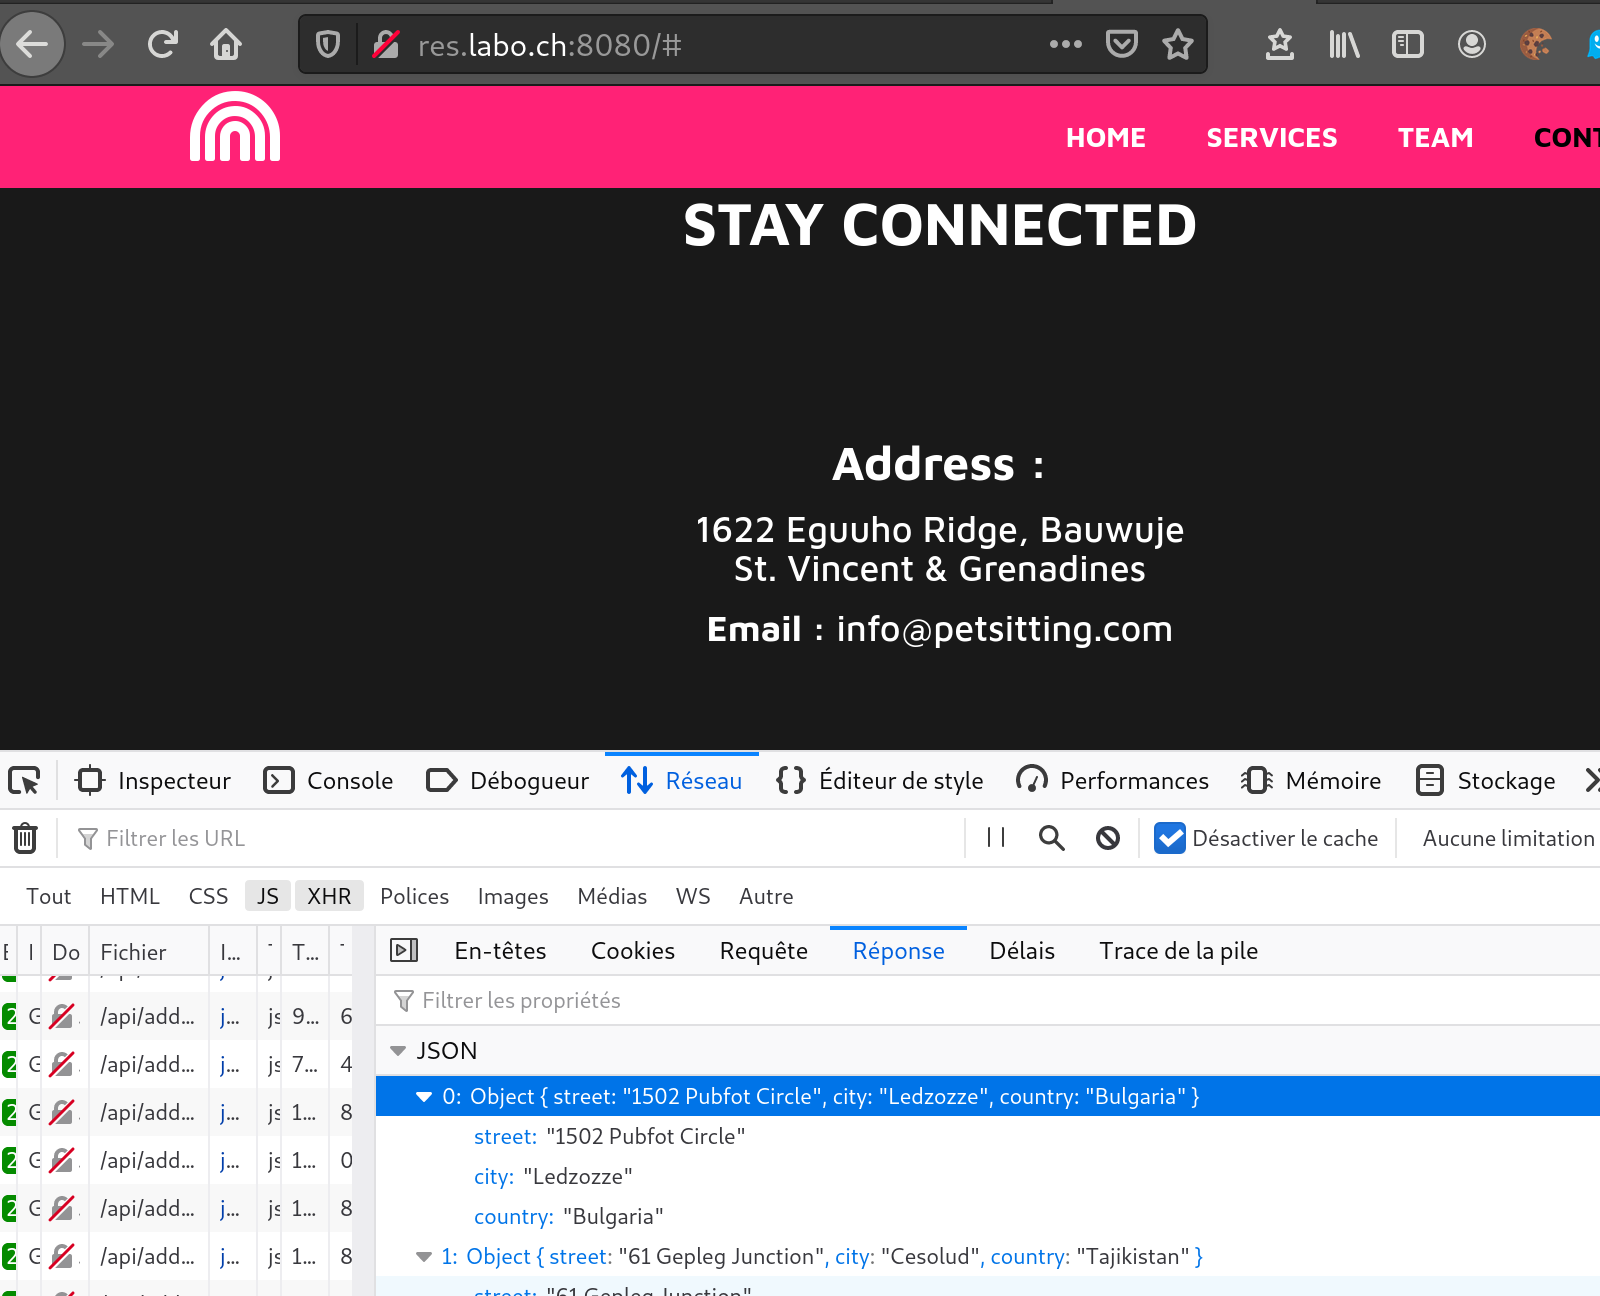 res.labo.ch:8080/#
HOME SERVICES TEAM
STAY CONNECTED
Address :
1622 Eguuho Ridge, Bauwuje
St. Vincent & Grenadines
Email : info@petsitting.com
Inspecteur Console Débogueur Réseau {} Éditeur de style Performances Mémoire Stockage
Filtrer les URL Désactiver le cache Aucune limitation
Tout HTML CSS JS XHR Polices Images Médias WS Autre
Do Fichier I... T... En-têtes Cookies Requête Réponse Délais Trace de la pile
Filtrer les propriétés
JSON
0: Object { street: "1502 Pubfot Circle", city: "Ledzozze", country: "Bulgaria" }
street: "1502 Pubfot Circle"
city: "Ledzozze"
country: "Bulgaria"
1: Object { street: "61 Gepleg Junction", city: "Cesolud", country: "Tajikistan" }
street: "61 Gepleg Junction"
2 G /api/add... j... js 9... 6
2 G /api/add... j... js 7... 4
2 G /api/add... j... js 1... 8
2 G /api/add... j... js 1... 0
2 G /api/add... j... js 1... 8
2 G /api/add... j... js 1... 8